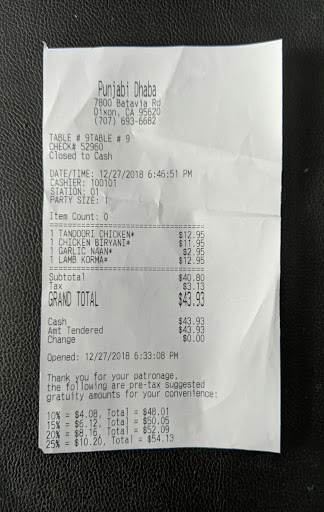 Punjabi Dhaba
7800 Batavia Rd
Dixon, CA 95620
(707) 693-6682
TABLE # 9TABLE # 9
CHECK# 52960
Closed to Cash
DATE/TIME: 12/27/2018 6:46:51 PM
CASHIER: 100101
STATION: 01
PARTY SIZE: 1
Item Count: 0
1 TANDOORI CHICKEN* $12.95
1 CHICKEN BIRYANI* $11.95
1 GARLIC NAAN* $2.95
1 LAMB KORMA* $12.95
Subtotal $40.80
Tax $3.13
GRAND TOTAL $43.93
Cash $43.93
Amt Tendered $43.93
Change $0.00
Opened: 12/27/2018 6:33:08 PM
Thank you for your patronage,
the following are pre-tax suggested
gratuity amounts for your convenience:
10% = $4.08, Total = $48.01
15% = $6.12, Total = $50.05
20% = $8.16, Total = $52.09
25% = $10.20, Total = $54.13